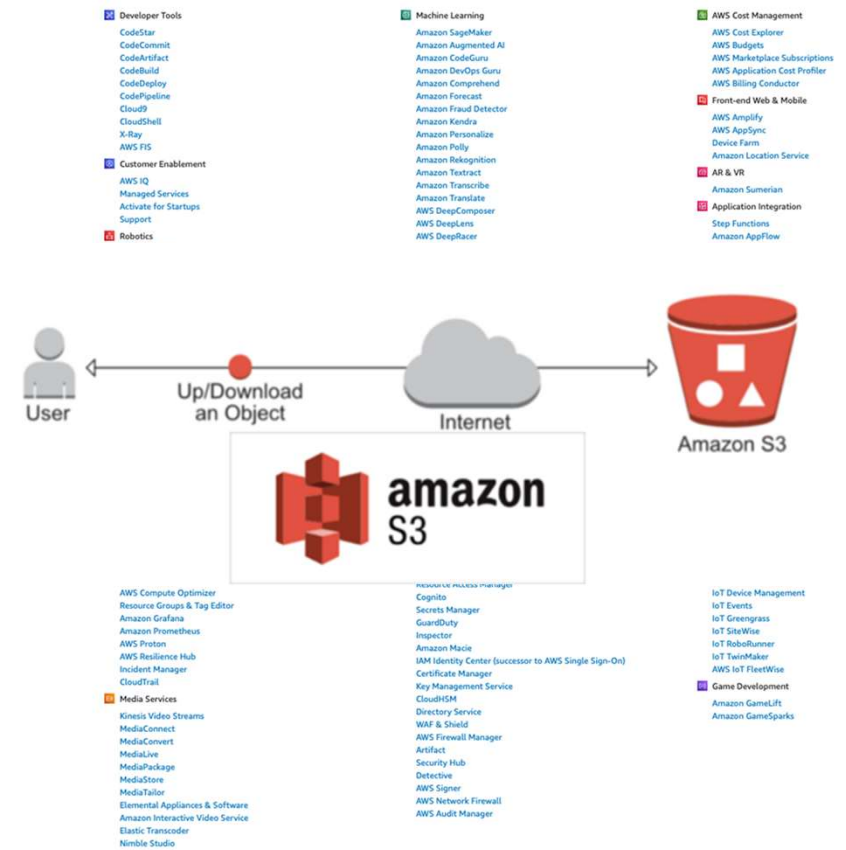 Developer Tools
CodeStar
CodeCommit
CodeArtifact
CodeBuild
CodeDeploy
CodePipeline
Cloud9
CloudShell
X-Ray
AWS FIS
Customer Enablement
AWS IQ
Managed Services
Activate for Startups
Support
Robotics
Machine Learning
Amazon SageMaker
Amazon Augmented AI
Amazon CodeGuru
Amazon DevOps Guru
Amazon Comprehend
Amazon Forecast
Amazon Fraud Detector
Amazon Kendra
Amazon Personalize
Amazon Polly
Amazon Rekognition
Amazon Textract
Amazon Transcribe
Amazon Translate
AWS DeepComposer
AWS DeepLens
AWS DeepRacer
AWS Cost Management
AWS Cost Explorer
AWS Budgets
AWS Marketplace Subscriptions
AWS Application Cost Profiler
AWS Billing Conductor
Front-end Web & Mobile
AWS Amplify
AWS AppSync
Device Farm
Amazon Location Service
AR & VR
Amazon Sumerian
Application Integration
Step Functions
Amazon AppFlow
User
Up/Download
an Object
Internet
Amazon S3
amazon
S3
AWS Compute Optimizer
Resource Groups & Tag Editor
Amazon Grafana
Amazon Prometheus
AWS Proton
AWS Resilience Hub
Incident Manager
CloudTrail
Media Services
Kinesis Video Streams
MediaConnect
MediaConvert
MediaLive
MediaPackage
MediaStore
MediaTailor
Elemental Appliances & Software
Amazon Interactive Video Service
Elastic Transcoder
Nimble Studio
Resource Access Manager
Cognito
Secrets Manager
GuardDuty
Inspector
Amazon Macie
IAM Identity Center (successor to AWS Single Sign-On)
Certificate Manager
Key Management Service
CloudHSM
Directory Service
WAF & Shield
AWS Firewall Manager
Artifact
Security Hub
Detective
AWS Signer
AWS Network Firewall
AWS Audit Manager
IoT Device Management
IoT Events
IoT Greengrass
IoT SiteWise
IoT RoboRunner
IoT TwinMaker
AWS IoT FleetWise
Game Development
Amazon GameLift
Amazon GameSparks